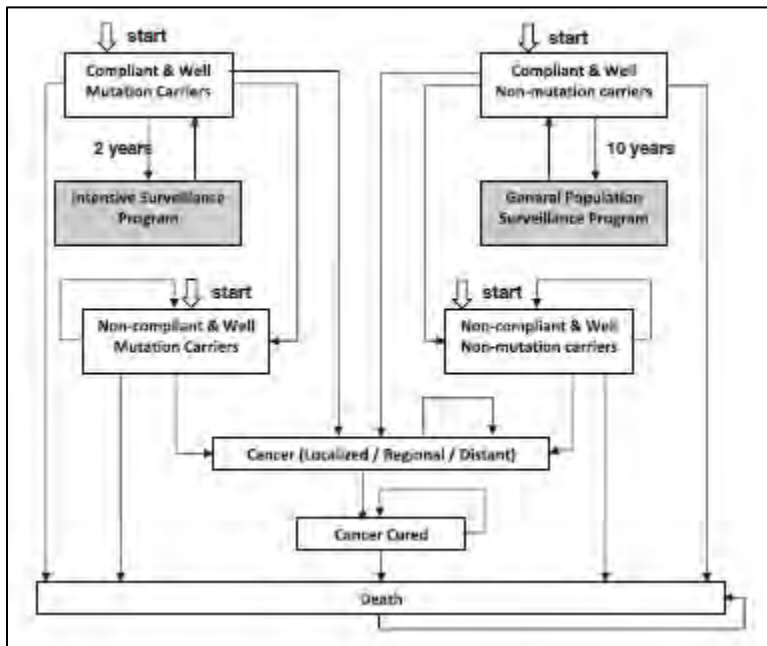 start
start
Compliant & Well
Mutation Carriers
Compliant & Well
Non-mutation carriers
2 years
10 years
Intentive Surveillance
Program
General Population
Surveillance Program
start
start
Non-compliant & Well
Mutation Carriers
Non-compliant & Well
Non-mutation carriers
Cancer (Localized / Regional / Distant)
Cancer Cured
Death